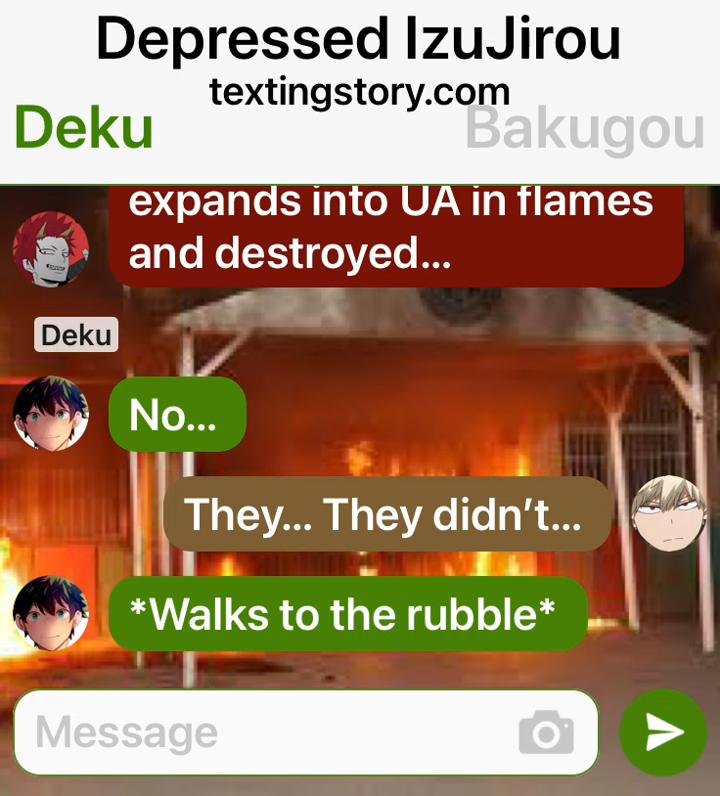 Depressed IzuJirou
textingstory.com
Deku
Bakugou
expands into UA in flames
and destroyed...
Deku
No...
They... They didn’t...
*Walks to the rubble*
Message